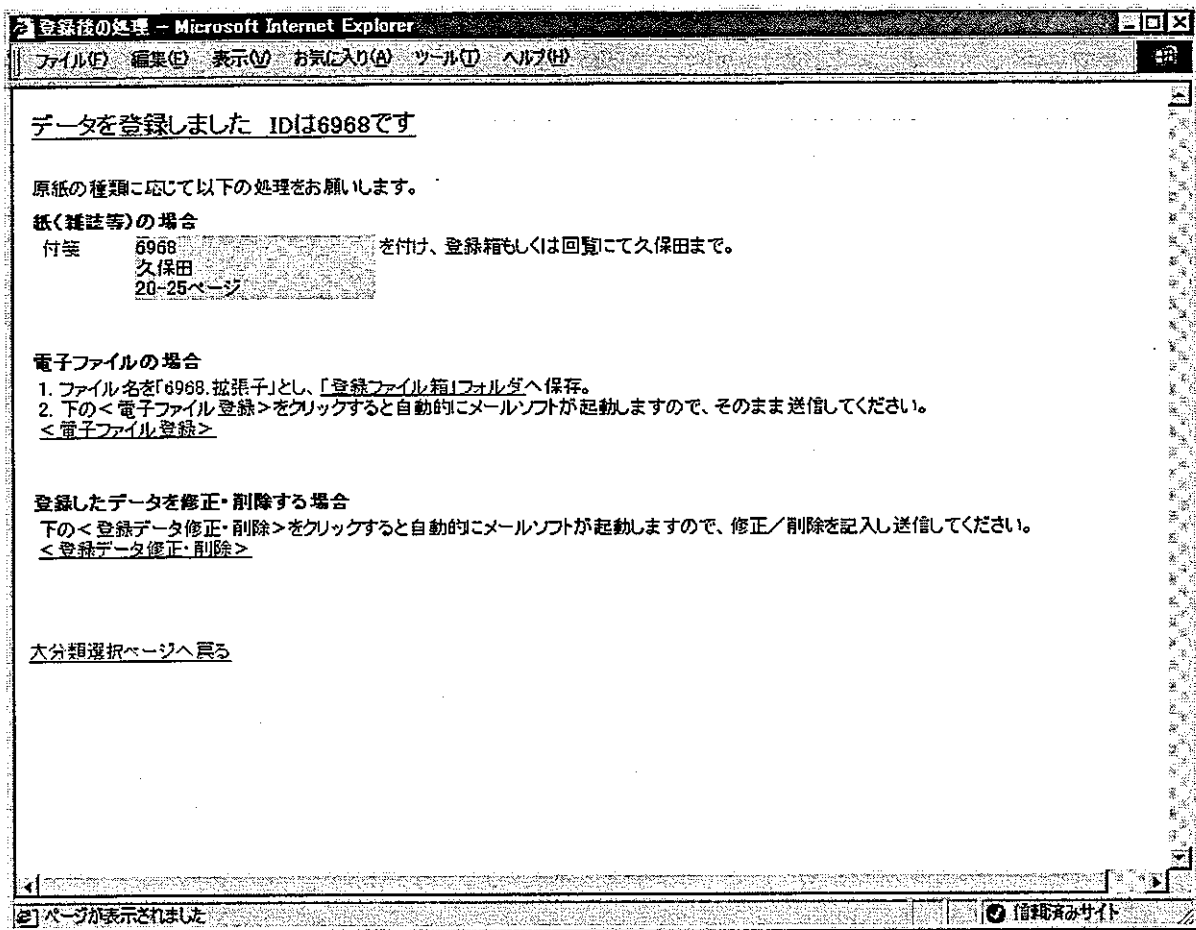 登録後の処理 - Microsoft Internet Explorer
ファイル(F) 編集(E) 表示(V) お気に入り(A) ツール(T) ヘルプ(H)
データを登録しました IDは6968です
原紙の種類に応じて以下の処理をお願いします。
紙(雑誌等)の場合
付箋 6968 を付け、登録箱もしくは回覧にて久保田まで。
久保田
20-25ページ
電子ファイルの場合
1. ファイル名を「6968.拡張子」とし、「登録ファイル箱」フォルダへ保存。
2. 下の<電子ファイル登録>をクリックすると自動的にメールソフトが起動しますので、そのまま送信してください。
<電子ファイル登録>
登録したデータを修正・削除する場合
下の<登録データ修正・削除>をクリックすると自動的にメールソフトが起動しますので、修正/削除を記入し送信してください。
<登録データ修正・削除>
大分類選択ページへ戻る
ページが表示されました 信頼済みサイト